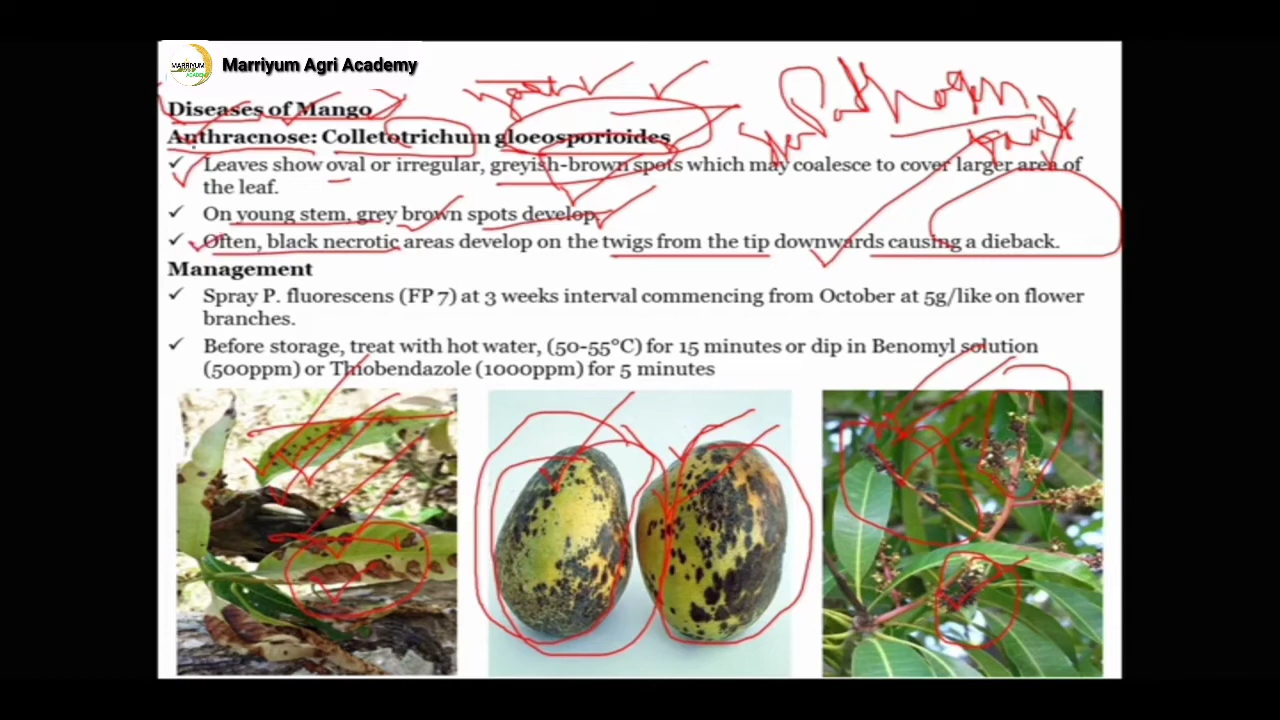 MARRIYUM
ACADEMY
Marriyum Agri Academy
Diseases of Mango
Anthracnose: Colletotrichum gloeosporioides
Pathogen
✓ Leaves show oval or irregular, greyish-brown spots which may coalesce to cover larger area of
the leaf.
✓ On young stem, grey brown spots develop.
✓ Often, black necrotic areas develop on the twigs from the tip downwards causing a dieback.
Management
✓ Spray P. fluorescens (FP 7) at 3 weeks interval commencing from October at 5g/like on flower
branches.
✓ Before storage, treat with hot water, (50-55°C) for 15 minutes or dip in Benomyl solution
(500ppm) or Thiobendazole (1000ppm) for 5 minutes